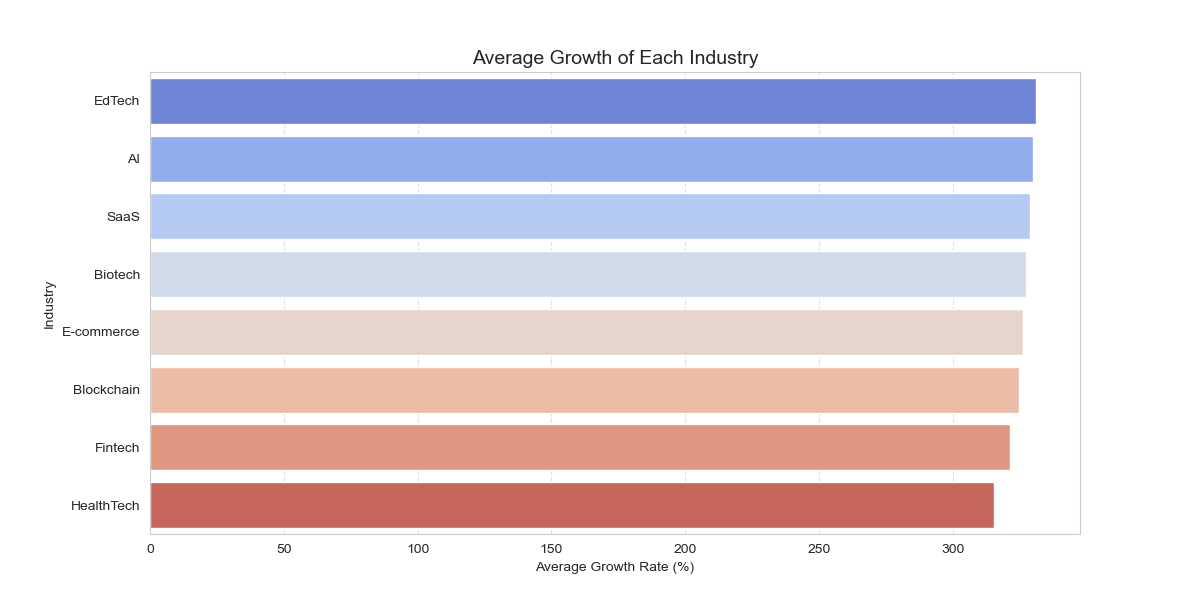 Average Growth of Each Industry
EdTech
AI
SaaS
Biotech
E-commerce
Blockchain
Fintech
HealthTech
Industry
0 50 100 150 200 250 300
Average Growth Rate (%)